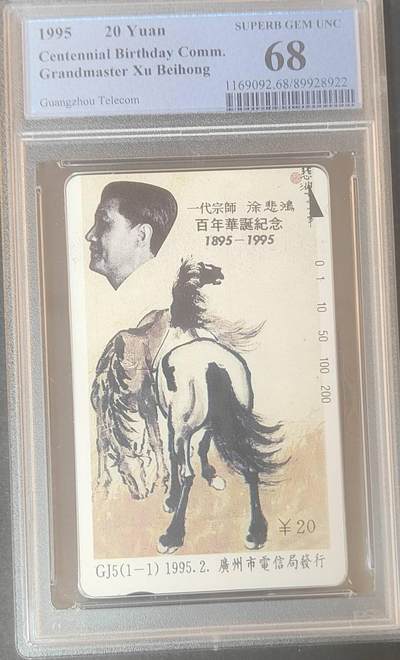 1995 20 Yuan
Centennial Birthday Comm.
Grandmaster Xu Beihong
Guangzhou Telecom
SUPERB GEM UNC
68
1169092.68/89928922
一代宗師 徐悲鴻
百年華誕紀念
1895-1995
0 1 10 50 100 200
¥20
GJ5(1-1) 1995.2. 廣州市電信局發行